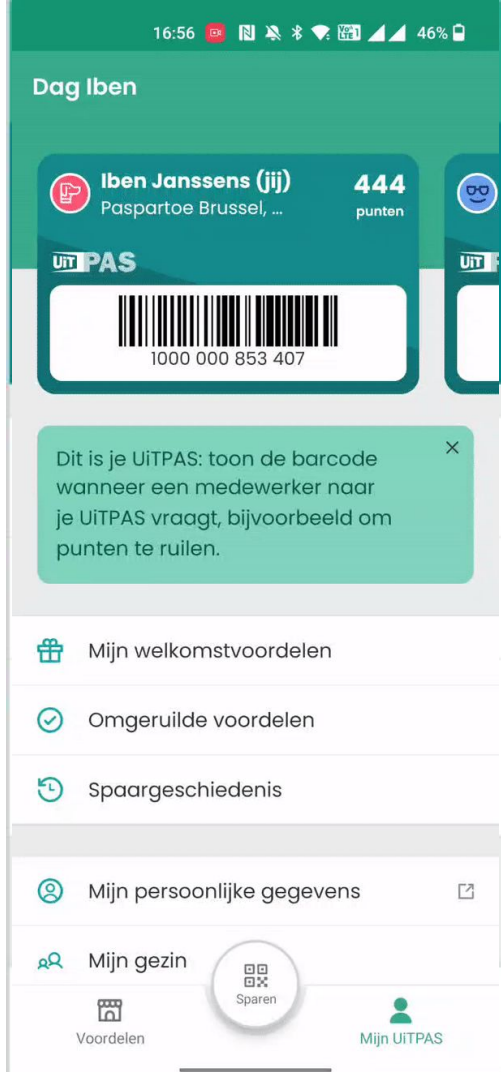 16:56
46%
Dag Iben
Iben Janssens (jij)
444
Paspartoe Brussel, ...
punten
UiTPAS
UiT
1000 000 853 407
Dit is je UiTPAS: toon de barcode
wanneer een medewerker naar
je UiTPAS vraagt, bijvoorbeeld om
punten te ruilen.
Mijn welkomstvoordelen
Omgeruilde voordelen
Spaargeschiedenis
Mijn persoonlijke gegevens
Mijn gezin
Sparen
Voordelen
Mijn UiTPAS